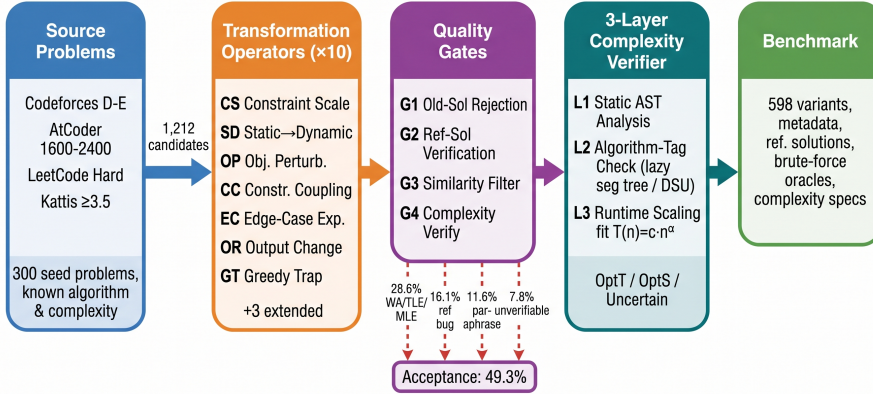 Source
Problems
Codeforces D-E
AtCoder
1600-2400
LeetCode Hard
Kattis ≥3.5
300 seed problems,
known algorithm
& complexity
1,212
candidates
Transformation
Operators (×10)
CS Constraint Scale
SD Static→Dynamic
OP Obj. Perturb.
CC Constr. Coupling
EC Edge-Case Exp.
OR Output Change
GT Greedy Trap
+3 extended
Quality
Gates
G1 Old-Sol Rejection
G2 Ref-Sol
Verification
G3 Similarity Filter
G4 Complexity
Verify
28.6%
WA/TLE/
MLE
16.1%
ref
bug
11.6%
par-
aphrase
7.8%
unverifiable
Acceptance: 49.3%
3-Layer
Complexity
Verifier
L1 Static AST
Analysis
L2 Algorithm-Tag
Check (lazy
seg tree / DSU)
L3 Runtime Scaling
fit T(n)=c·n^α
OptT / OptS /
Uncertain
Benchmark
598 variants,
metadata,
ref. solutions,
brute-force
oracles,
complexity specs